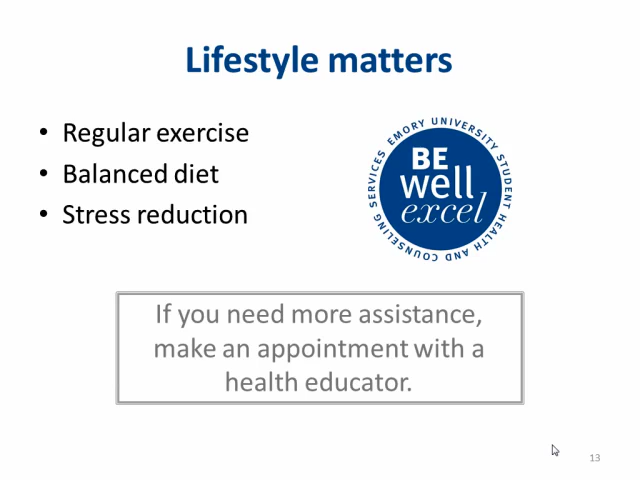 Lifestyle matters
• Regular exercise
• Balanced diet
• Stress reduction
EMORY UNIVERSITY STUDENT HEALTH AND COUNSELING SERVICES
BE
well
excel
If you need more assistance,
make an appointment with a
health educator.
13